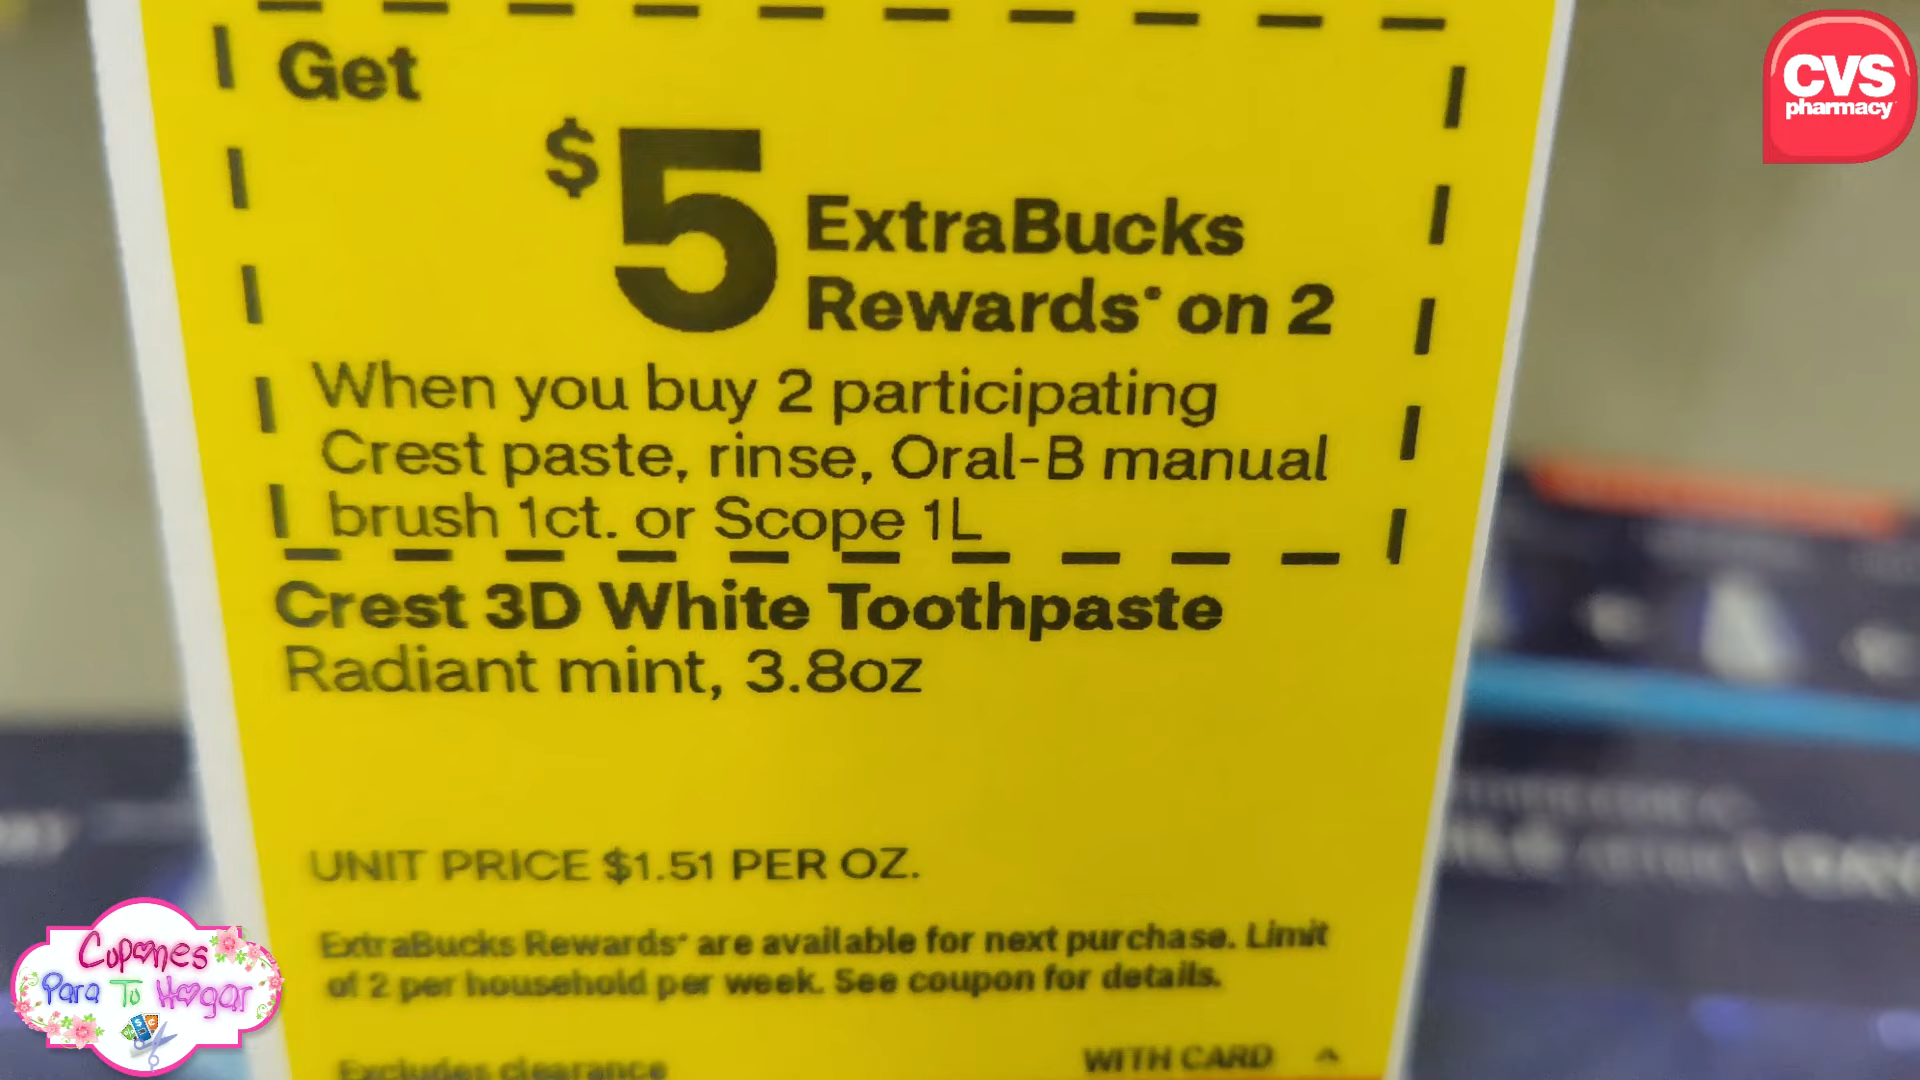 CVS
pharmacy
Get
$5 ExtraBucks
Rewards* on 2
When you buy 2 participating
Crest paste, rinse, Oral-B manual
brush 1ct. or Scope 1L
Crest 3D White Toothpaste
Radiant mint, 3.8oz
UNIT PRICE $1.51 PER OZ.
ExtraBucks Rewards* are available for next purchase. Limit
of 2 per household per week. See coupon for details.
Excludes clearance
WITH CARD
Cupones
Para Tu Hogar